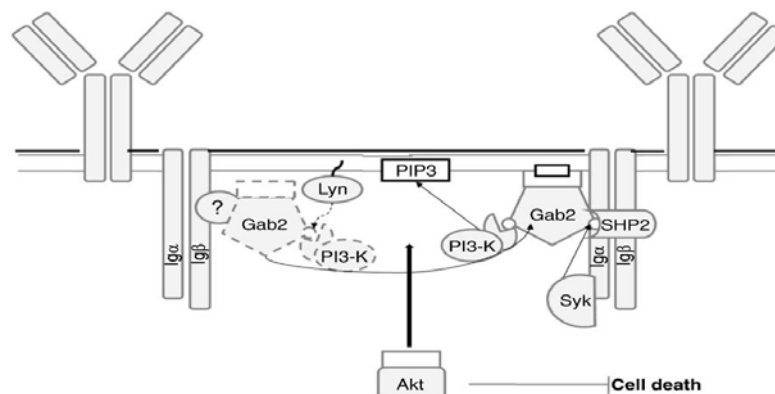 Lyn
PIP3
?
Gab2
Gab2
SHP2
PI3-K
PI3-K
Igα
Igβ
Igα
Igβ
Syk
Akt
Cell death